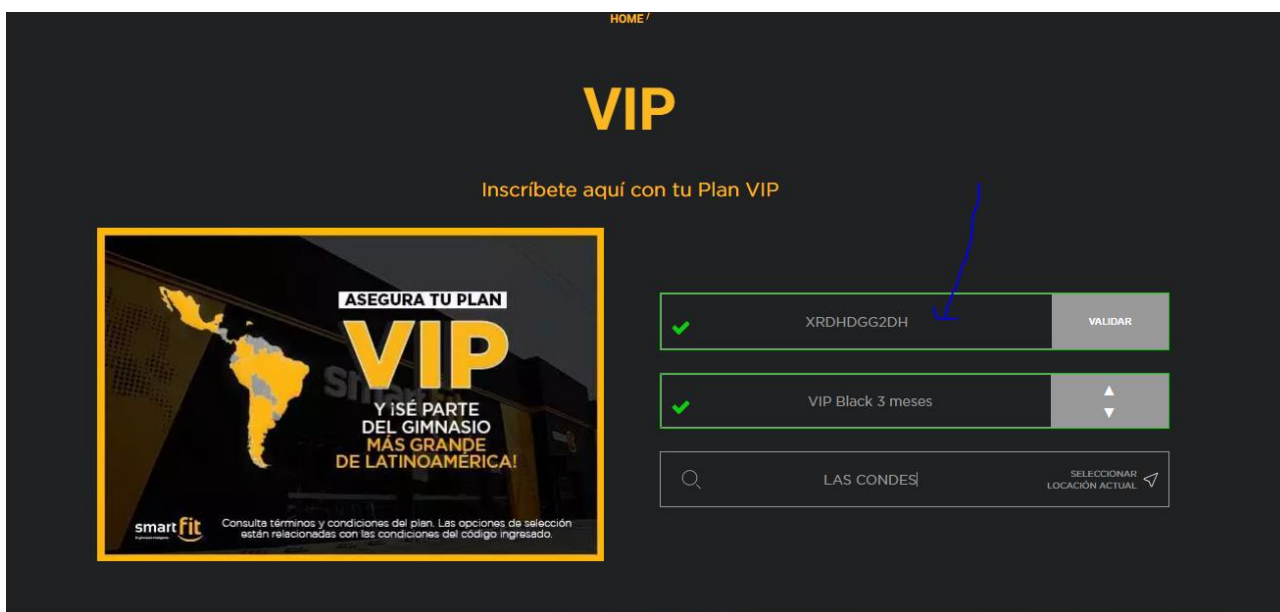 HOME /
VIP
Inscríbete aquí con tu Plan VIP
ASEGURA TU PLAN
VIP
Y ¡SÉ PARTE
DEL GIMNASIO
MÁS GRANDE
DE LATINOAMÉRICA!
smart fit
Consulta términos y condiciones del plan. Las opciones de selección
están relacionadas con las condiciones del código ingresado.
XRDHDGG2DH
VALIDAR
VIP Black 3 meses
LAS CONDES
SELECCIONAR
LOCACIÓN ACTUAL